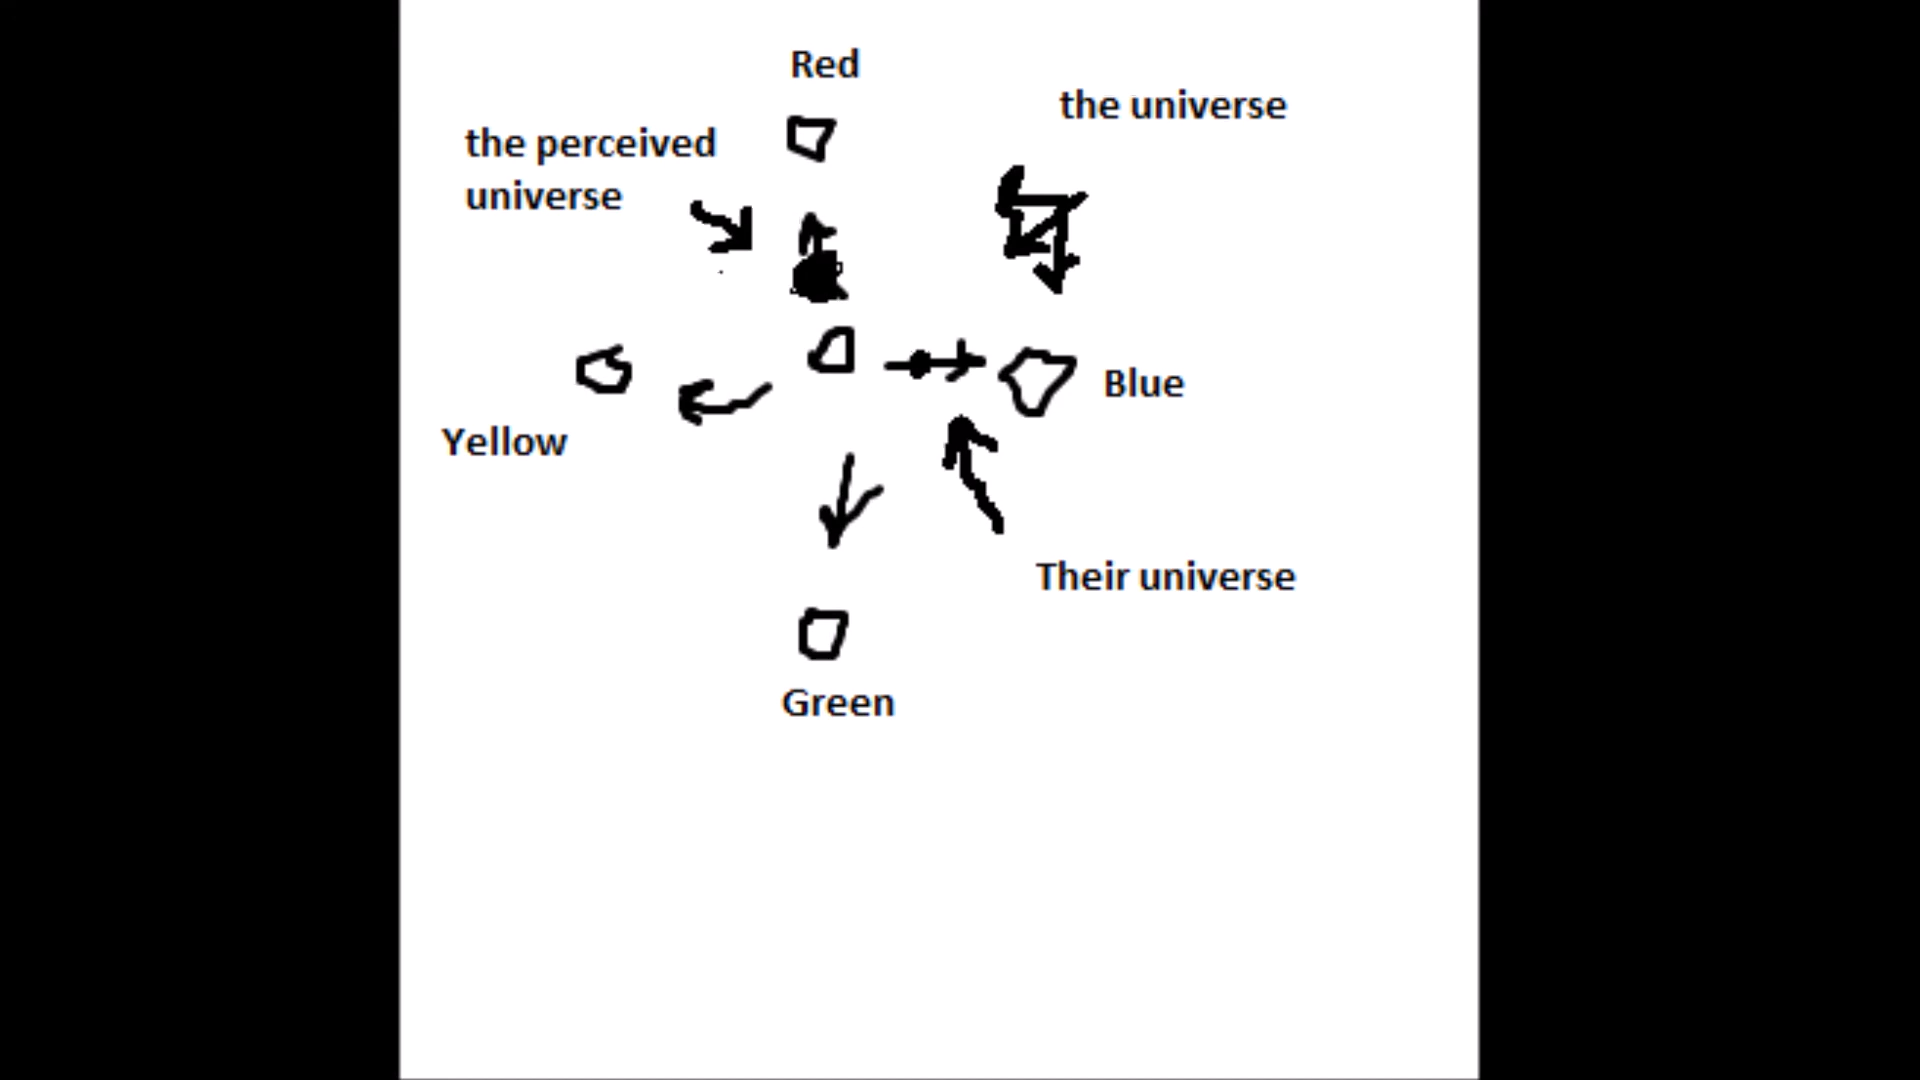 Red
the universe
the perceived
universe
Blue
Yellow
Their universe
Green